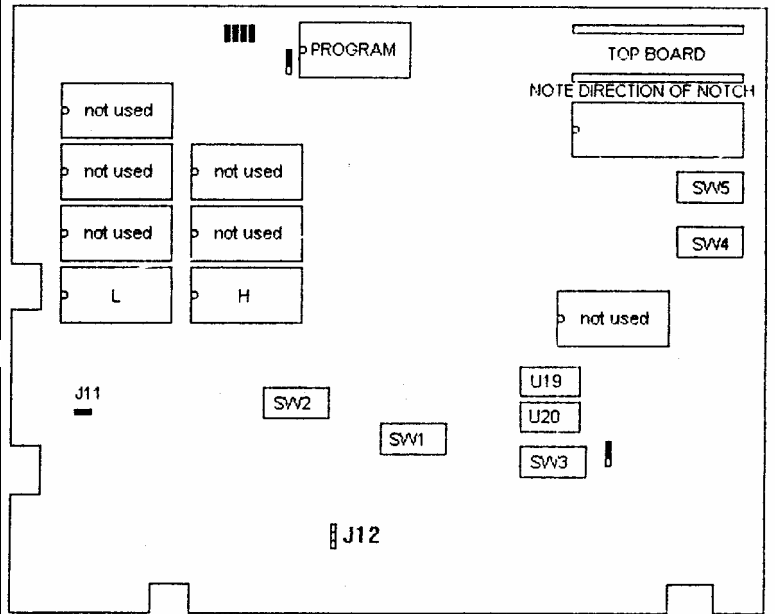 PROGRAM
TOP BOARD
NOTE DIRECTION OF NOTCH
not used
not used
not used
SW5
not used
not used
SW4
L
H
not used
U19
J11
SW2
U20
SW1
SW3
J12